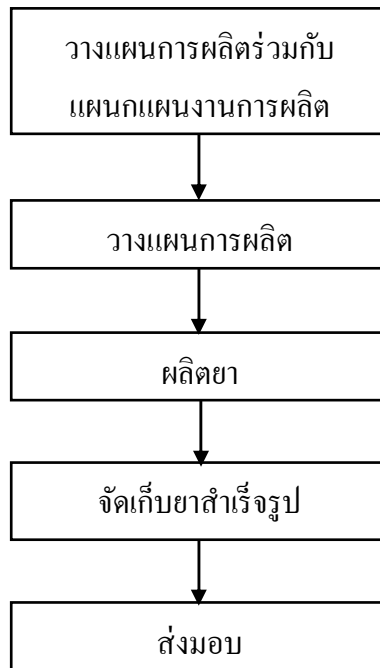 วางแผนการผลิตร่วมกับ
แผนกแผนงานการผลิต
วางแผนการผลิต
ผลิตยา
จัดเก็บยาสำเร็จรูป
ส่งมอบ